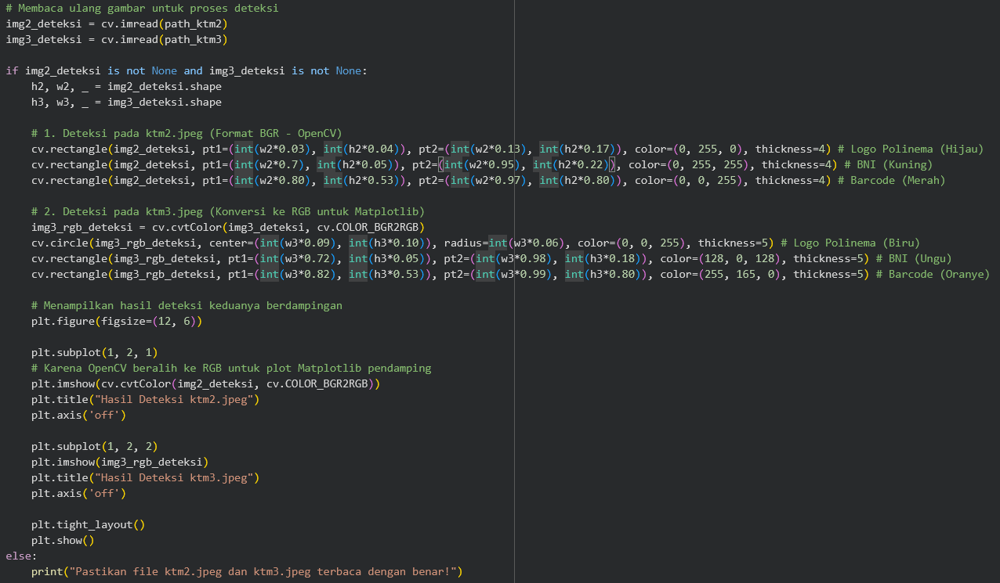 # Membaca ulang gambar untuk proses deteksi
img2_deteksi = cv.imread(path_ktm2)
img3_deteksi = cv.imread(path_ktm3)

if img2_deteksi is not None and img3_deteksi is not None:
    h2, w2, _ = img2_deteksi.shape
    h3, w3, _ = img3_deteksi.shape

    # 1. Deteksi pada ktm2.jpeg (Format BGR - OpenCV)
    cv.rectangle(img2_deteksi, pt1=(int(w2*0.03), int(h2*0.04)), pt2=(int(w2*0.13), int(h2*0.17)), color=(0, 255, 0), thickness=4) # Logo Polinema (Hijau)
    cv.rectangle(img2_deteksi, pt1=(int(w2*0.7), int(h2*0.05)), pt2=(int(w2*0.95), int(h2*0.22)), color=(0, 255, 255), thickness=4) # BNI (Kuning)
    cv.rectangle(img2_deteksi, pt1=(int(w2*0.80), int(h2*0.53)), pt2=(int(w2*0.97), int(h2*0.80)), color=(0, 0, 255), thickness=4) # Barcode (Merah)

    # 2. Deteksi pada ktm3.jpeg (Konversi ke RGB untuk Matplotlib)
    img3_rgb_deteksi = cv.cvtColor(img3_deteksi, cv.COLOR_BGR2RGB)
    cv.circle(img3_rgb_deteksi, center=(int(w3*0.09), int(h3*0.10)), radius=int(w3*0.06), color=(0, 0, 255), thickness=5) # Logo Polinema (Biru)
    cv.rectangle(img3_rgb_deteksi, pt1=(int(w3*0.72), int(h3*0.05)), pt2=(int(w3*0.98), int(h3*0.18)), color=(128, 0, 128), thickness=5) # BNI (Ungu)
    cv.rectangle(img3_rgb_deteksi, pt1=(int(w3*0.82), int(h3*0.53)), pt2=(int(w3*0.99), int(h3*0.80)), color=(255, 165, 0), thickness=5) # Barcode (Oranye)

    # Menampilkan hasil deteksi keduanya berdampingan
    plt.figure(figsize=(12, 6))

    plt.subplot(1, 2, 1)
    # Karena OpenCV beralih ke RGB untuk plot Matplotlib pendamping
    plt.imshow(cv.cvtColor(img2_deteksi, cv.COLOR_BGR2RGB))
    plt.title("Hasil Deteksi ktm2.jpeg")
    plt.axis('off')

    plt.subplot(1, 2, 2)
    plt.imshow(img3_rgb_deteksi)
    plt.title("Hasil Deteksi ktm3.jpeg")
    plt.axis('off')

    plt.tight_layout()
    plt.show()
else:
    print("Pastikan file ktm2.jpeg dan ktm3.jpeg terbaca dengan benar!")